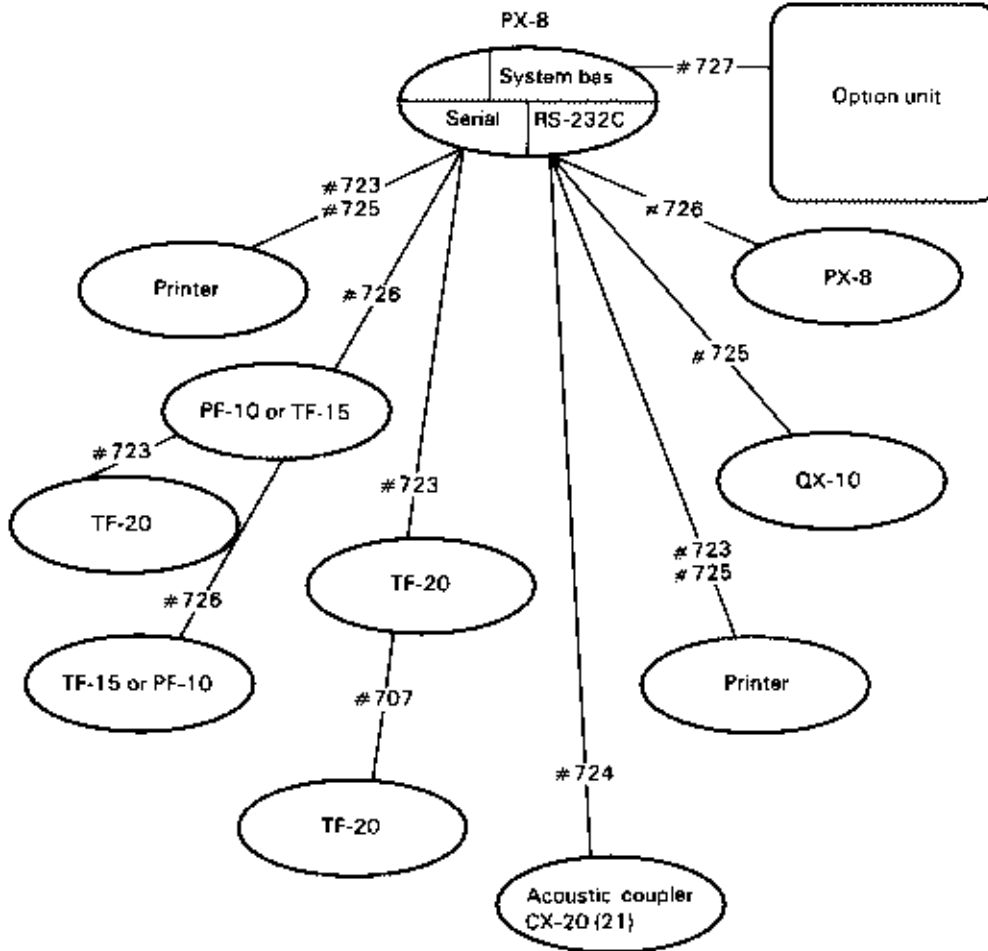 PX-8
System bas
#727
Option unit
Serial
RS-232C
#723
#725
#726
Printer
#726
PX-8
#725
PF-10 or TF-15
#723
#723
QX-10
TF-20
#723
#725
TF-20
#726
TF-15 or PF-10
Printer
#707
#724
TF-20
Acoustic coupler
CX-20 (21)